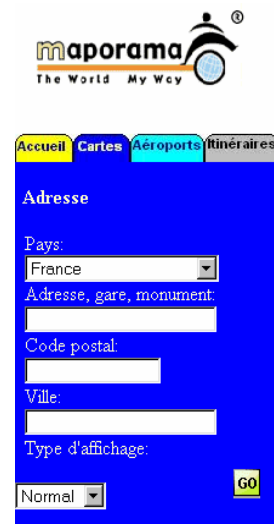 ®
maporama
The World My Way
Accueil Cartes Aéroports Itinéraires
Adresse
Pays:
France
Adresse, gare, monument:
Code postal:
Ville:
Type d'affichage:
Normal
GO